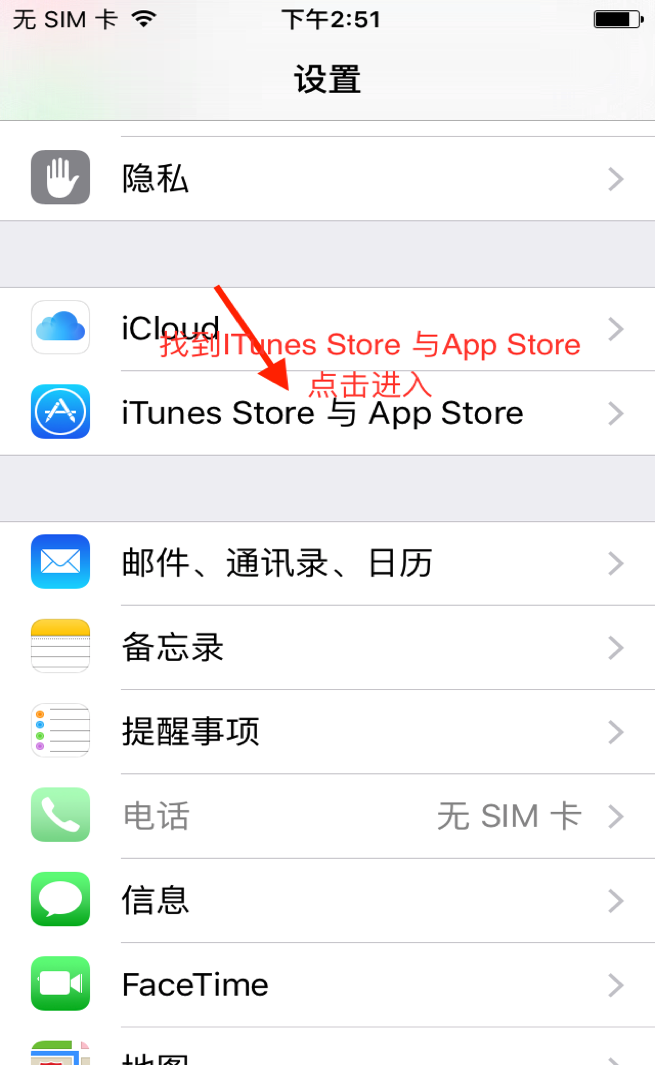 无 SIM 卡 下午2:51
设置
隐私
iCloud
找到ITunes Store 与App Store
点击进入
iTunes Store 与 App Store
邮件、通讯录、日历
备忘录
提醒事项
电话 无 SIM 卡
信息
FaceTime
地图